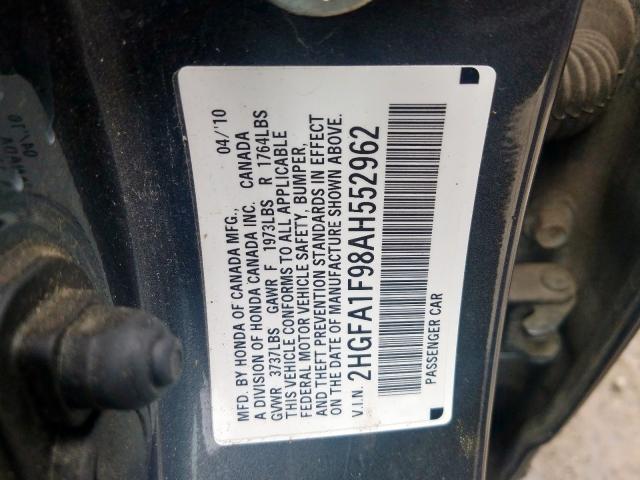 MFD. BY HONDA OF CANADA MFG., 04/'10
A DIVISION OF HONDA CANADA INC. CANADA
GVWR 3737LBS GAWR F 1973LBS R 1764LBS
THIS VEHICLE CONFORMS TO ALL APPLICABLE
FEDERAL MOTOR VEHICLE SAFETY, BUMPER,
AND THEFT PREVENTION STANDARDS IN EFFECT
ON THE DATE OF MANUFACTURE SHOWN ABOVE.
V.I.N. 2HGFA1F98AH552962
PASSENGER CAR